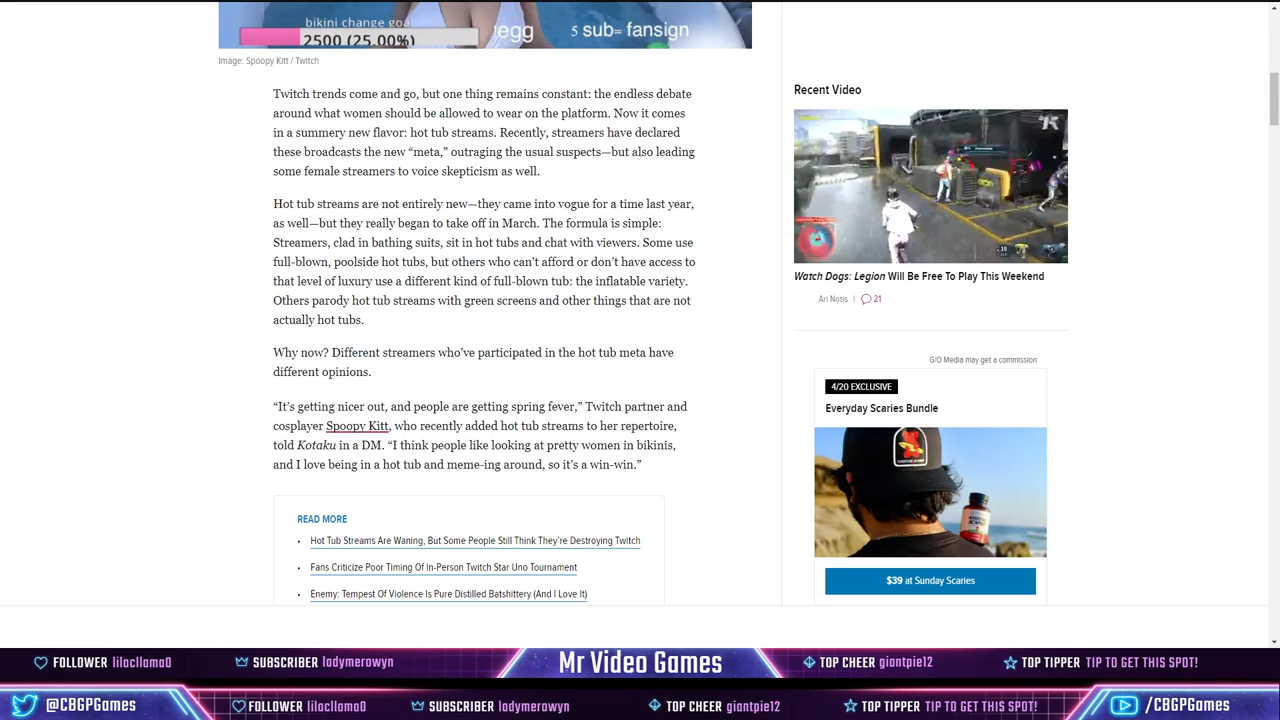 bikini change goal
2500 (25.00%)
!egg
5 sub= fansign
Image: Spoopy Kitt / Twitch
Twitch trends come and go, but one thing remains constant: the endless debate
around what women should be allowed to wear on the platform. Now it comes
in a summery new flavor: hot tub streams. Recently, streamers have declared
these broadcasts the new “meta,” outraging the usual suspects—but also leading
some female streamers to voice skepticism as well.
Hot tub streams are not entirely new—they came into vogue for a time last year,
as well—but they really began to take off in March. The formula is simple:
Streamers, clad in bathing suits, sit in hot tubs and chat with viewers. Some use
full-blown, poolside hot tubs, but others who can’t afford or don’t have access to
that level of luxury use a different kind of full-blown tub: the inflatable variety.
Others parody hot tub streams with green screens and other things that are not
actually hot tubs.
Why now? Different streamers who’ve participated in the hot tub meta have
different opinions.
“It’s getting nicer out, and people are getting spring fever,” Twitch partner and
cosplayer Spoopy Kitt, who recently added hot tub streams to her repertoire,
told Kotaku in a DM. “I think people like looking at pretty women in bikinis,
and I love being in a hot tub and meme-ing around, so it’s a win-win.”
READ MORE
• Hot Tub Streams Are Waning, But Some People Still Think They’re Destroying Twitch
• Fans Criticize Poor Timing Of In-Person Twitch Star Uno Tournament
• Enemy: Tempest Of Violence Is Pure Distilled Batshittery (And I Love It)
Recent Video
Watch Dogs: Legion Will Be Free To Play This Weekend
Ari Notis | 21
G/O Media may get a commission
4/20 EXCLUSIVE
Everyday Scaries Bundle
$39 at Sunday Scaries
FOLLOWER lilacllama0
SUBSCRIBER ladymerowyn
Mr Video Games
TOP CHEER giantpie12
TOP TIPPER TIP TO GET THIS SPOT!
@CBGPGames
FOLLOWER lilacllama0
SUBSCRIBER ladymerowyn
TOP CHEER giantpie12
TOP TIPPER TIP TO GET THIS SPOT!
/CBGPGames